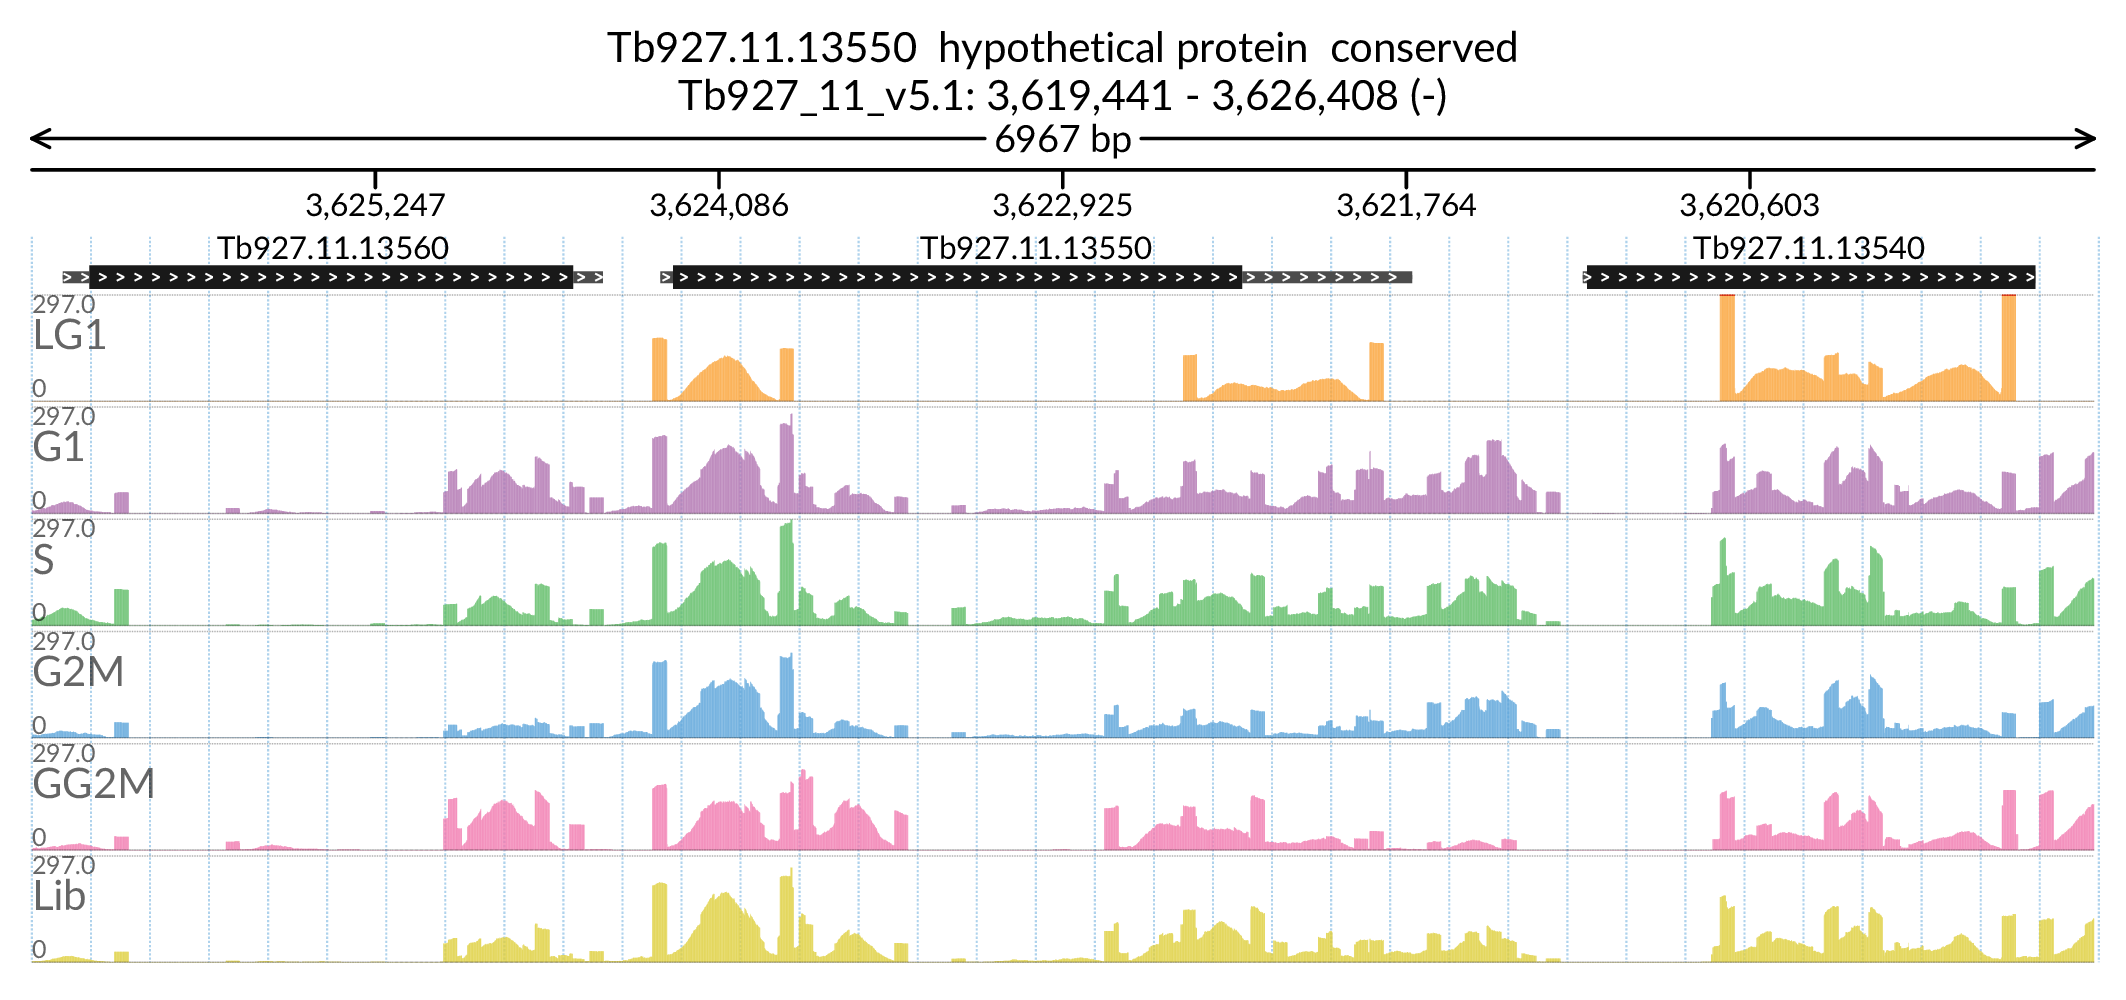 Tb927.11.13550  hypothetical protein  conserved
Tb927_11_v5.1: 3,619,441 - 3,626,408 (-)
6967 bp
3,625,247 3,624,086 3,622,925 3,621,764 3,620,603
Tb927.11.13560 Tb927.11.13550 Tb927.11.13540
297.0
LG1
0
297.0
G1
0
297.0
S
0
297.0
G2M
0
297.0
GG2M
0
297.0
Lib
0